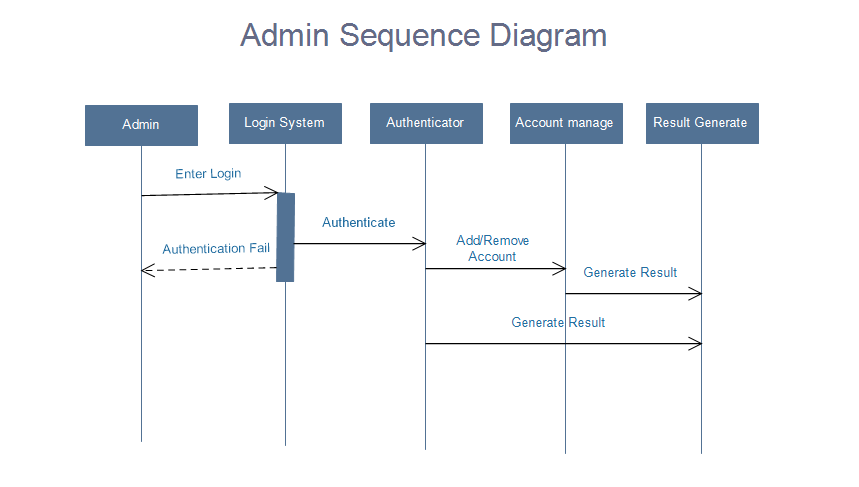 Admin Sequence Diagram
Admin
Login System
Authenticator
Account manage
Result Generate
Enter Login
Authenticate
Authentication Fail
Add/Remove
Account
Generate Result
Generate Result